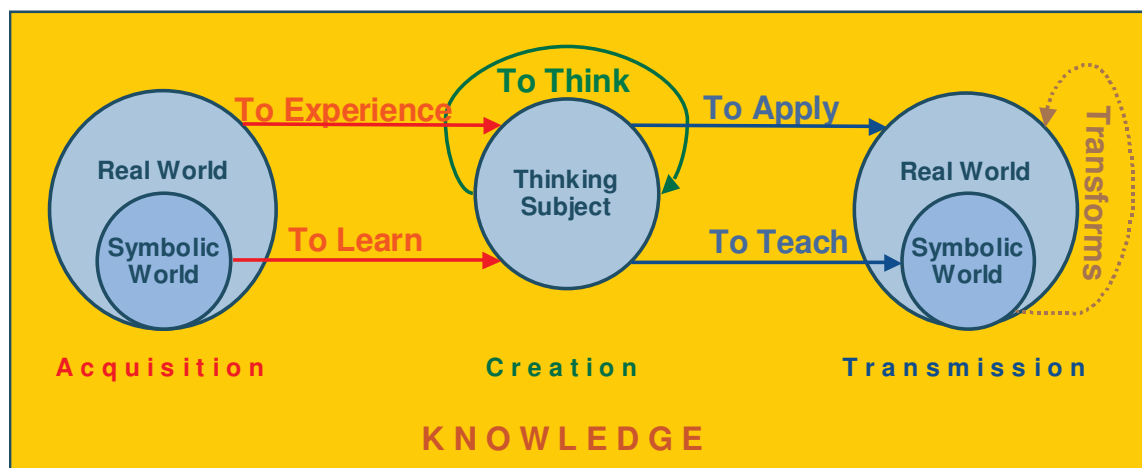 To Think
To Experience
To Apply
Transforms
Real World
Thinking
Subject
Real World
Symbolic
World
To Learn
To Teach
Symbolic
World
Acquisition
Creation
Transmission
KNOWLEDGE